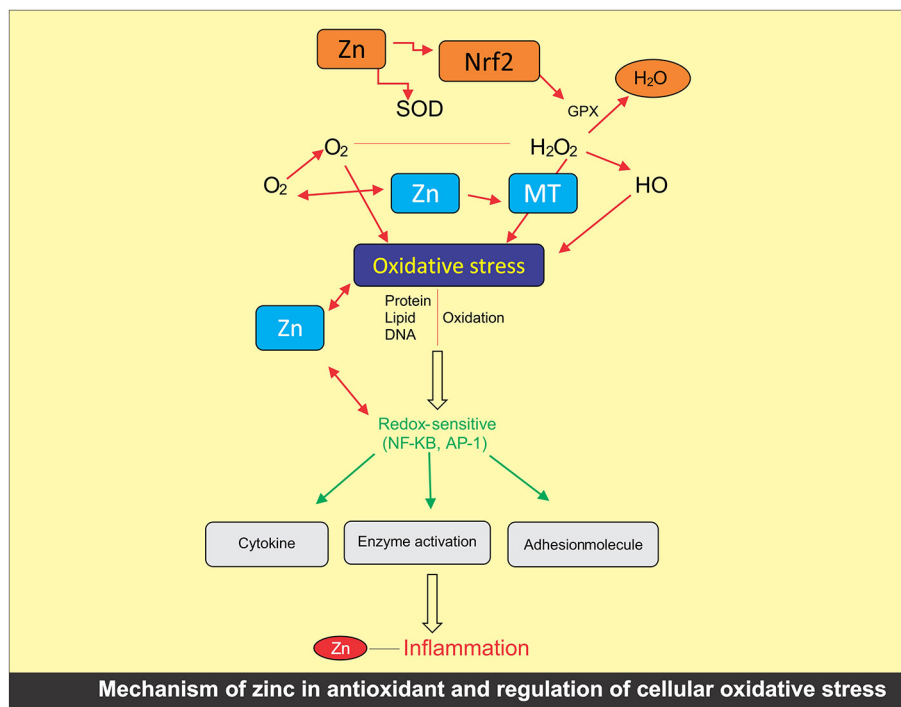 Zn
Nrf2
H₂O
SOD
GPX
O₂
H₂O₂
O₂
Zn
MT
HO
Oxidative stress
Protein
Lipid
DNA
Oxidation
Zn
Redox-sensitive
(NF-KB, AP-1)
Cytokine
Enzyme activation
Adhesionmolecule
Zn
Inflammation
Mechanism of zinc in antioxidant and regulation of cellular oxidative stress